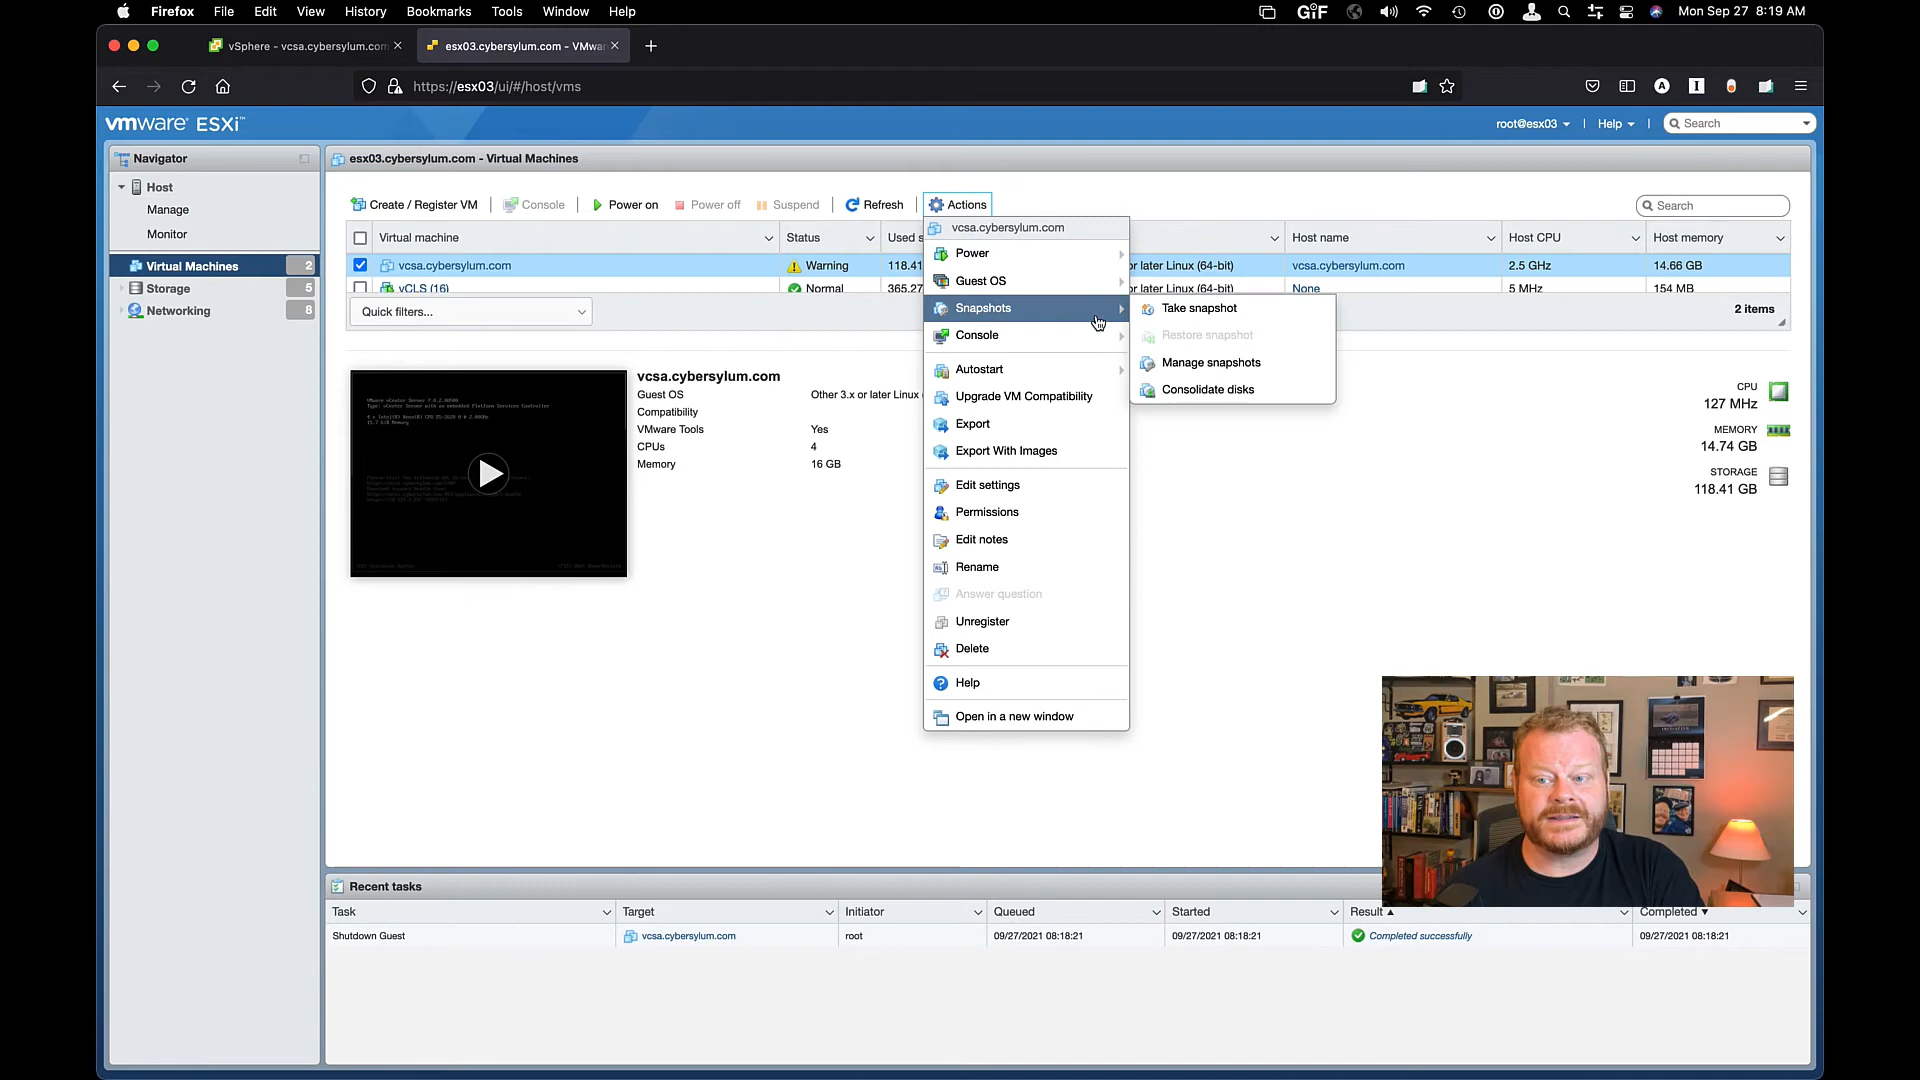 Firefox File Edit View History Bookmarks Tools Window Help GIF Mon Sep 27 8:19 AM
vSphere - vcsa.cybersylum.com esx03.cybersylum.com - VMwar
https://esx03/ui/#/host/vms
vmware ESXi™ root@esx03 | Help | Search
Navigator
Host
Manage
Monitor
Virtual Machines 2
Storage 5
Networking 8
esx03.cybersylum.com - Virtual Machines
Create / Register VM | Console | Power on Power off Suspend | Refresh | Actions Search
Virtual machine Status Used s Host name Host CPU Host memory
vcsa.cybersylum.com Warning 118.41 or later Linux (64-bit) vcsa.cybersylum.com 2.5 GHz 14.66 GB
vCLS (16) Normal 365.27 or later Linux (64-bit) None 5 MHz 154 MB
Quick filters... 2 items
vcsa.cybersylum.com
Power
Guest OS
Snapshots
Console
Autostart
Upgrade VM Compatibility
Export
Export With Images
Edit settings
Permissions
Edit notes
Rename
Answer question
Unregister
Delete
Help
Open in a new window
Take snapshot
Restore snapshot
Manage snapshots
Consolidate disks
vcsa.cybersylum.com
Guest OS Other 3.x or later Linux (
Compatibility
VMware Tools Yes
CPUs 4
Memory 16 GB
CPU
127 MHz
MEMORY
14.74 GB
STORAGE
118.41 GB
Recent tasks
Task Target Initiator Queued Started Result ▲ Completed ▼
Shutdown Guest vcsa.cybersylum.com root 09/27/2021 08:18:21 09/27/2021 08:18:21 Completed successfully 09/27/2021 08:18:21